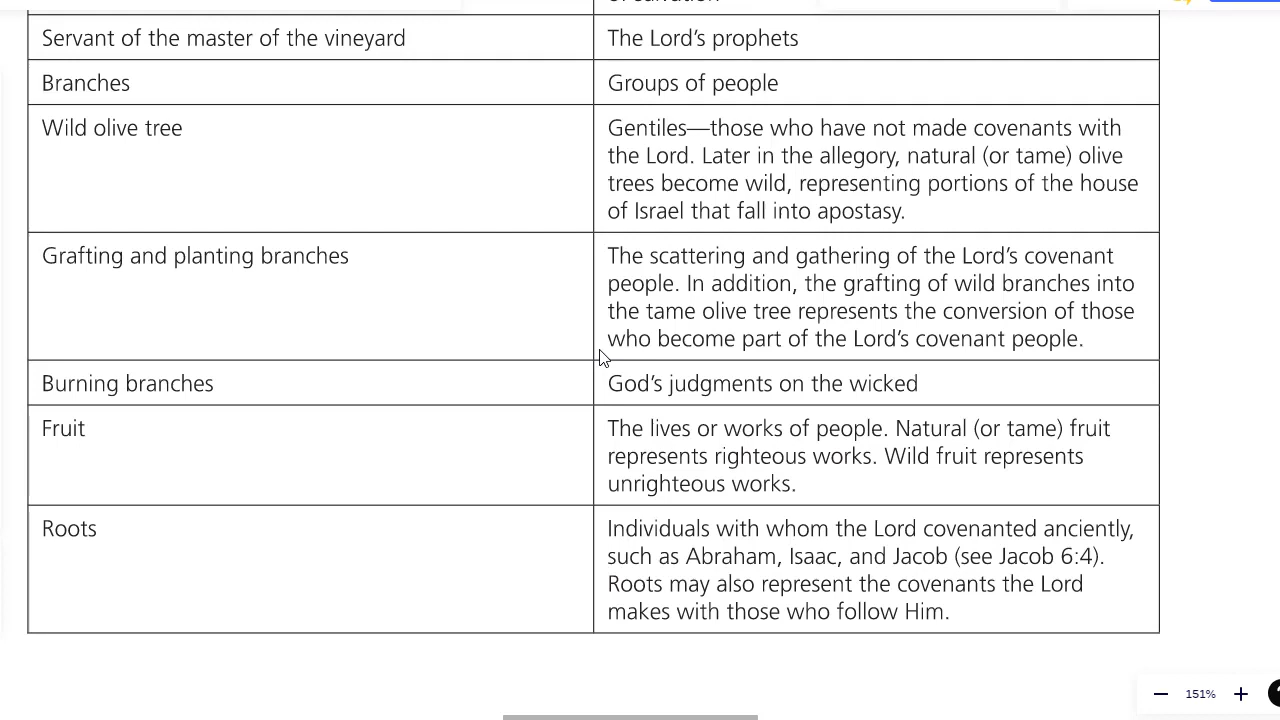 Servant of the master of the vineyard
The Lord’s prophets
Branches
Groups of people
Wild olive tree
Gentiles—those who have not made covenants with
the Lord. Later in the allegory, natural (or tame) olive
trees become wild, representing portions of the house
of Israel that fall into apostasy.
Grafting and planting branches
The scattering and gathering of the Lord’s covenant
people. In addition, the grafting of wild branches into
the tame olive tree represents the conversion of those
who become part of the Lord’s covenant people.
Burning branches
God’s judgments on the wicked
Fruit
The lives or works of people. Natural (or tame) fruit
represents righteous works. Wild fruit represents
unrighteous works.
Roots
Individuals with whom the Lord covenanted anciently,
such as Abraham, Isaac, and Jacob (see Jacob 6:4).
Roots may also represent the covenants the Lord
makes with those who follow Him.
151%